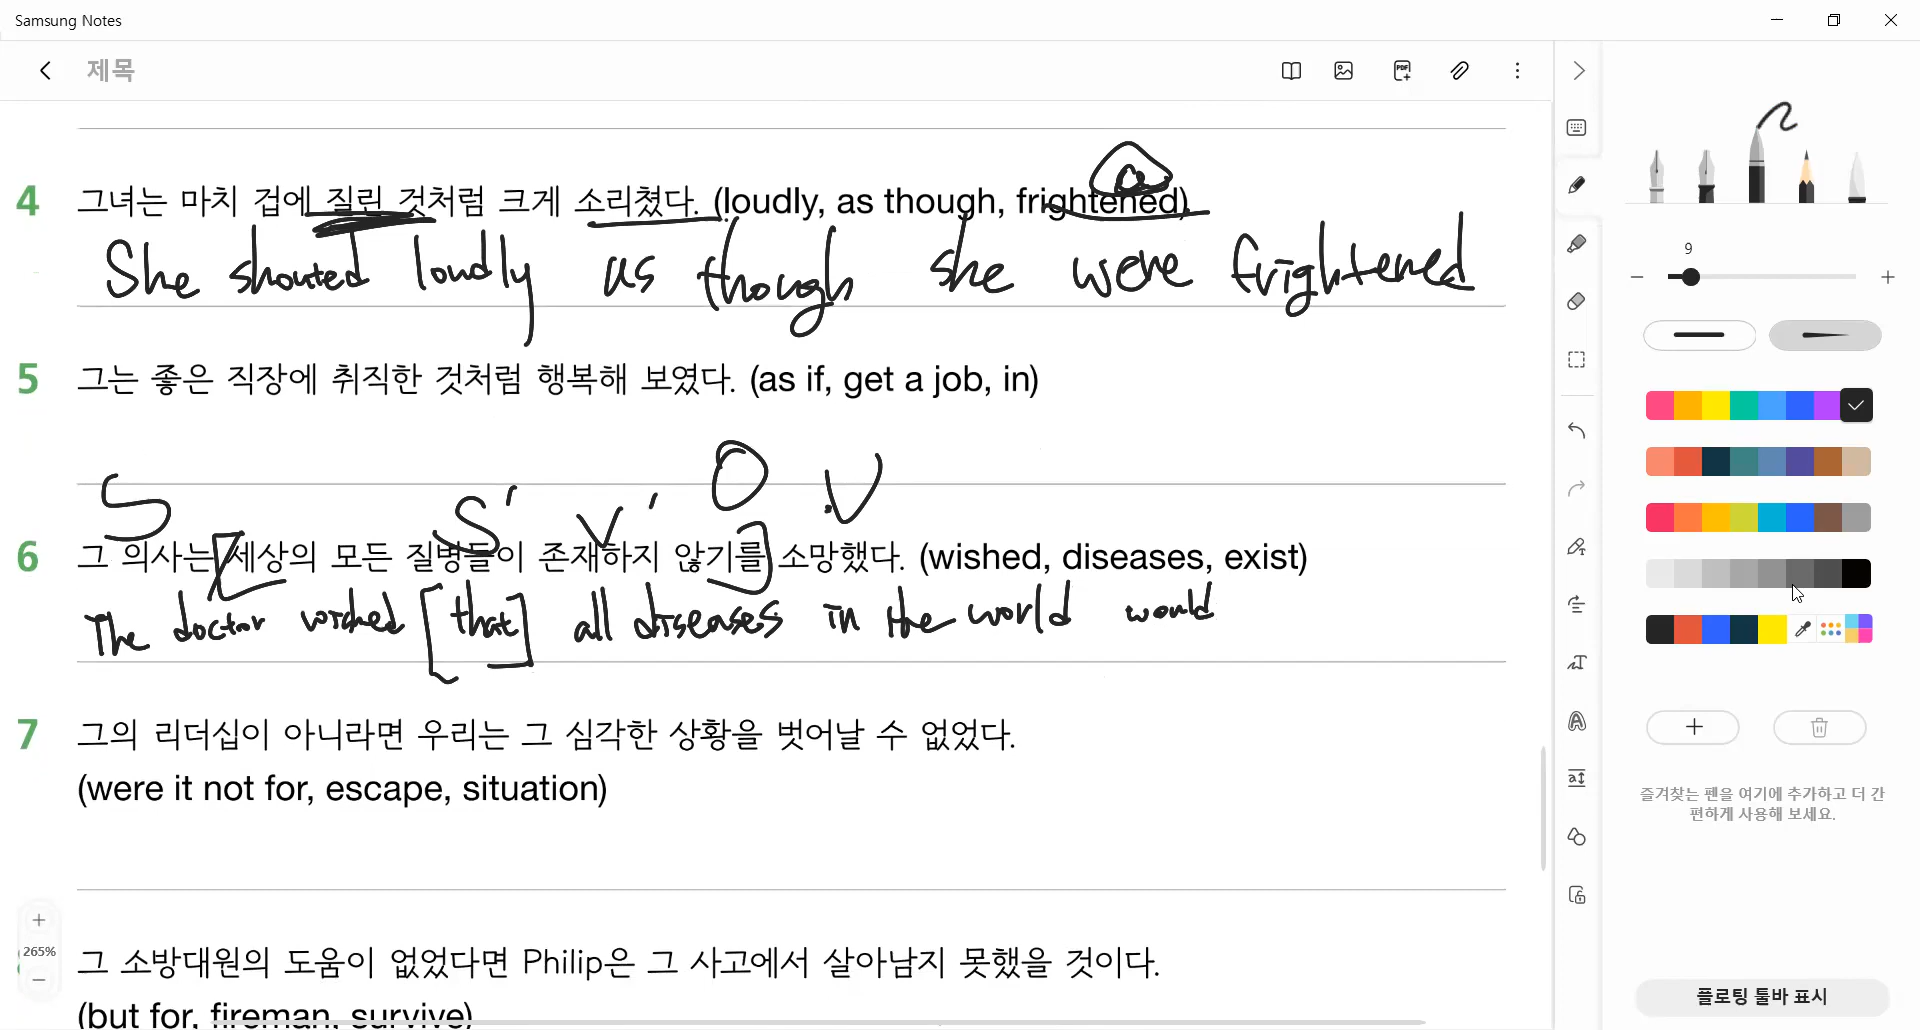 Samsung Notes
제목
4 그녀는 마치 겁에 질린 것처럼 크게 소리쳤다. (loudly, as though, frightened)
She shouted loudly as though she were frightened
5 그는 좋은 직장에 취직한 것처럼 행복해 보였다. (as if, get a job, in)
S S' V' O V
6 그 의사는 [세상의 모든 질병들이 존재하지 않기를] 소망했다. (wished, diseases, exist)
The doctor wished [that] all diseases in the world would
7 그의 리더십이 아니라면 우리는 그 심각한 상황을 벗어날 수 없었다.
(were it not for, escape, situation)
그 소방대원의 도움이 없었다면 Philip은 그 사고에서 살아남지 못했을 것이다.
(but for, fireman, survive)
265%
9
즐겨찾는 펜을 여기에 추가하고 더 간
편하게 사용해 보세요.
플로팅 툴바 표시